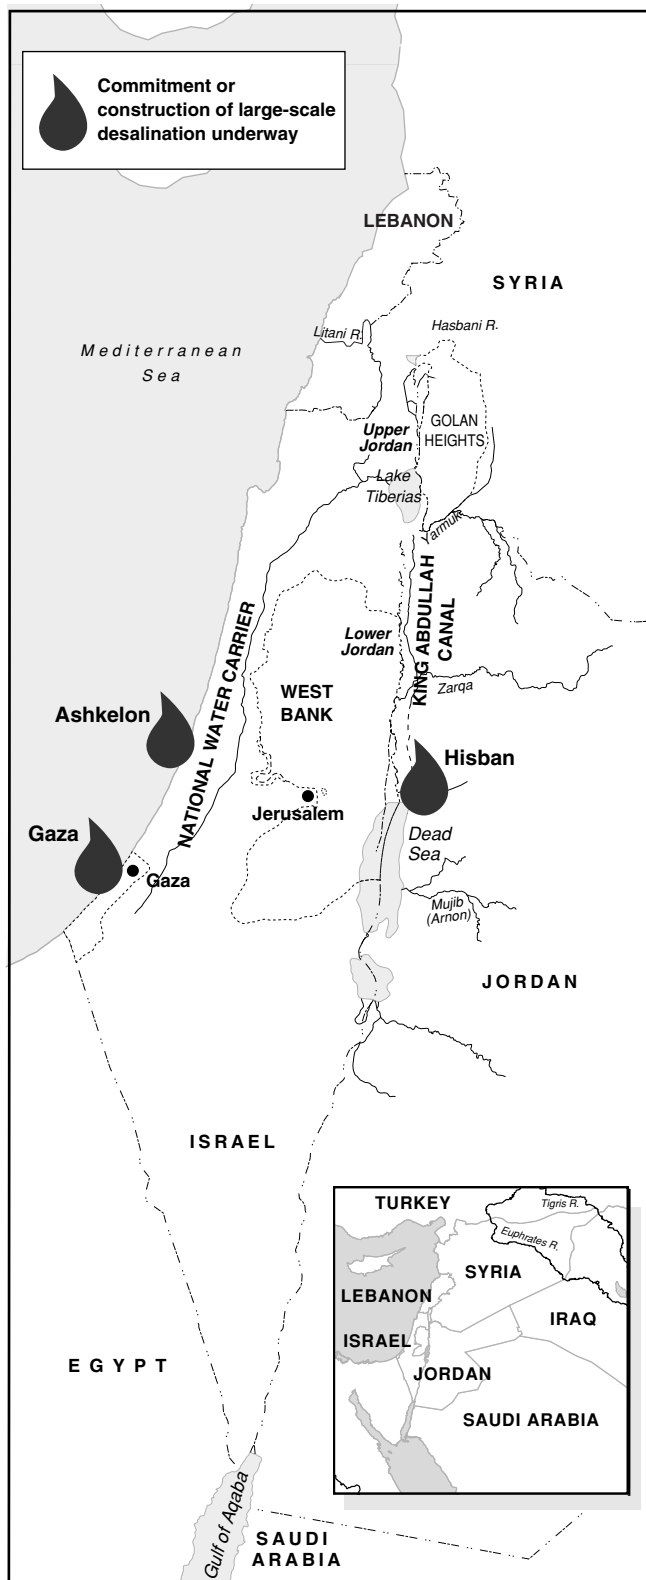 Commitment or
construction of large-scale
desalination underway
LEBANON
SYRIA
Litani R.
Hasbani R.
Mediterranean
Sea
GOLAN
HEIGHTS
Upper
Jordan
Lake
Tiberias
Yarmuk
NATIONAL WATER CARRIER
KING ABDULLAH
CANAL
Lower
Jordan
Zarqa
WEST
BANK
Ashkelon
Hisban
Jerusalem
Gaza
Gaza
Dead
Sea
Mujib
(Arnon)
JORDAN
ISRAEL
EGYPT
Gulf of Aqaba
SAUDI
ARABIA
TURKEY
Tigris R.
Euphrates R.
SYRIA
LEBANON
IRAQ
ISRAEL
JORDAN
SAUDI ARABIA